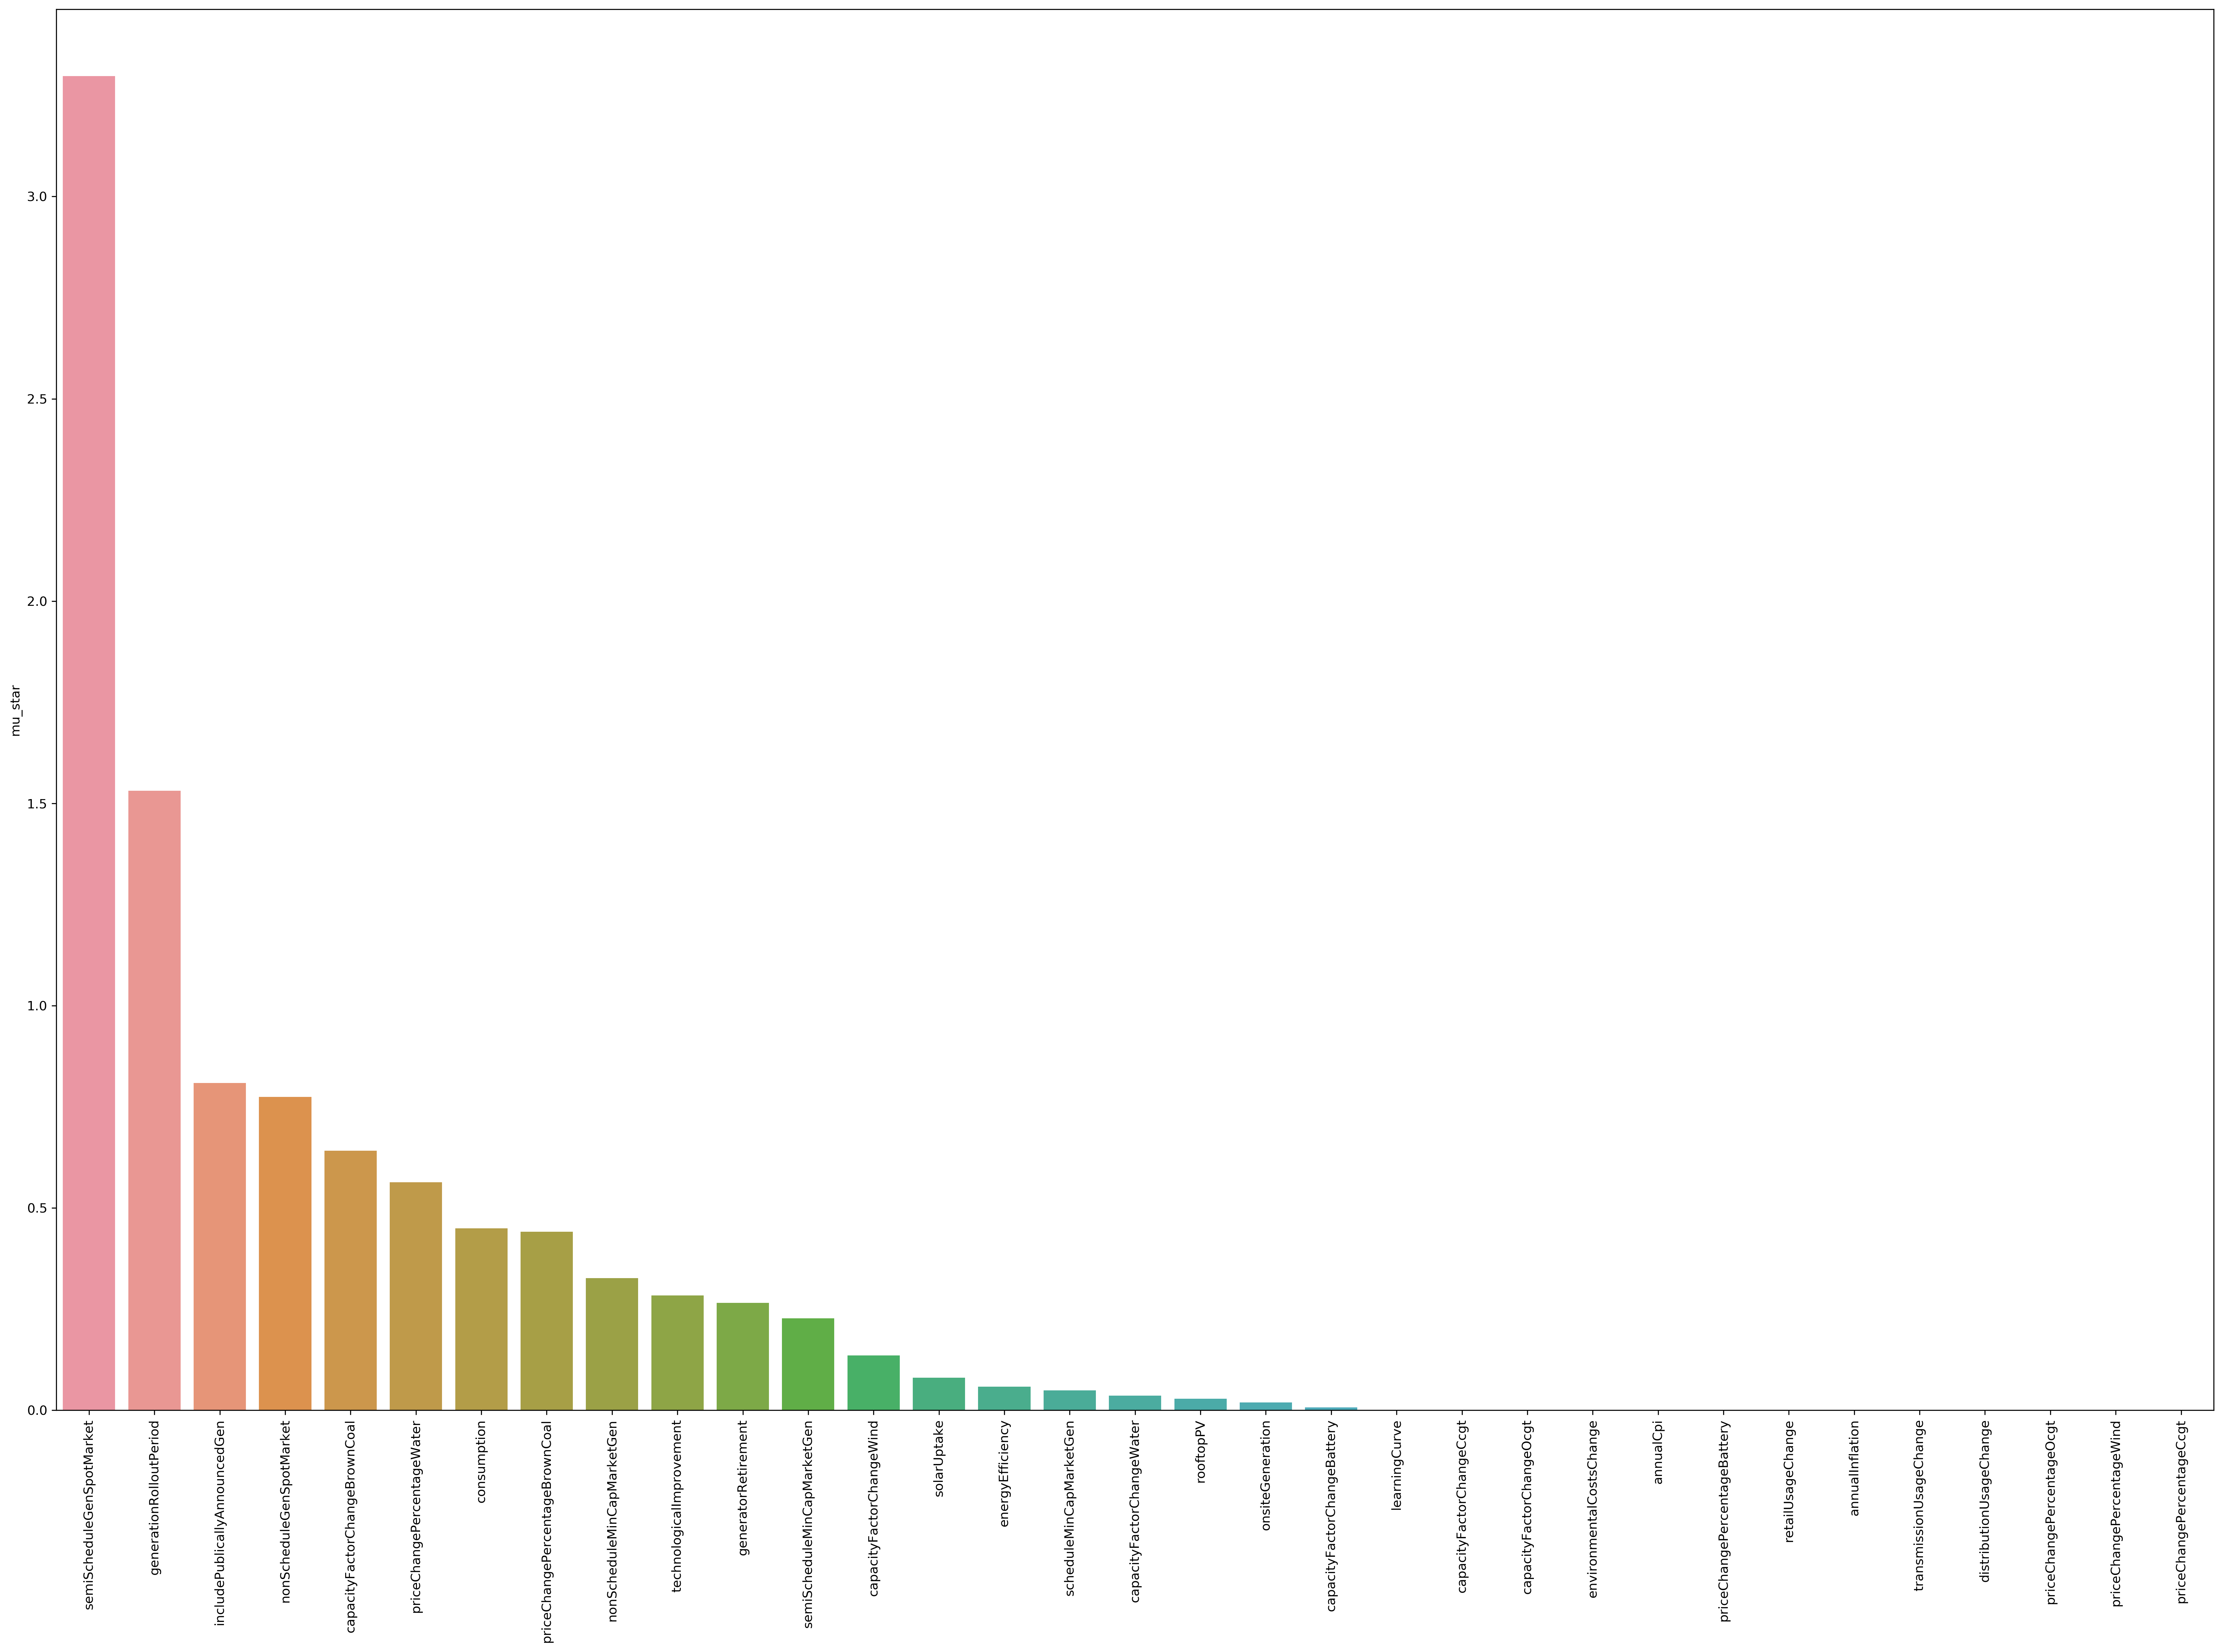 mu_star
3.0
2.5
2.0
1.5
1.0
0.5
0.0
semiScheduleGenSpotMarket
generationRolloutPeriod
includePublicallyAnnouncedGen
nonScheduleGenSpotMarket
capacityFactorChangeBrownCoal
priceChangePercentageWater
consumption
priceChangePercentageBrownCoal
nonScheduleMinCapMarketGen
technologicalImprovement
generatorRetirement
semiScheduleMinCapMarketGen
capacityFactorChangeWind
solarUptake
energyEfficiency
scheduleMinCapMarketGen
capacityFactorChangeWater
rooftopPV
onsiteGeneration
capacityFactorChangeBattery
learningCurve
capacityFactorChangeCcgt
capacityFactorChangeOcgt
environmentalCostsChange
annualCpi
priceChangePercentageBattery
retailUsageChange
annualInflation
transmissionUsageChange
distributionUsageChange
priceChangePercentageOcgt
priceChangePercentageWind
priceChangePercentageCcgt